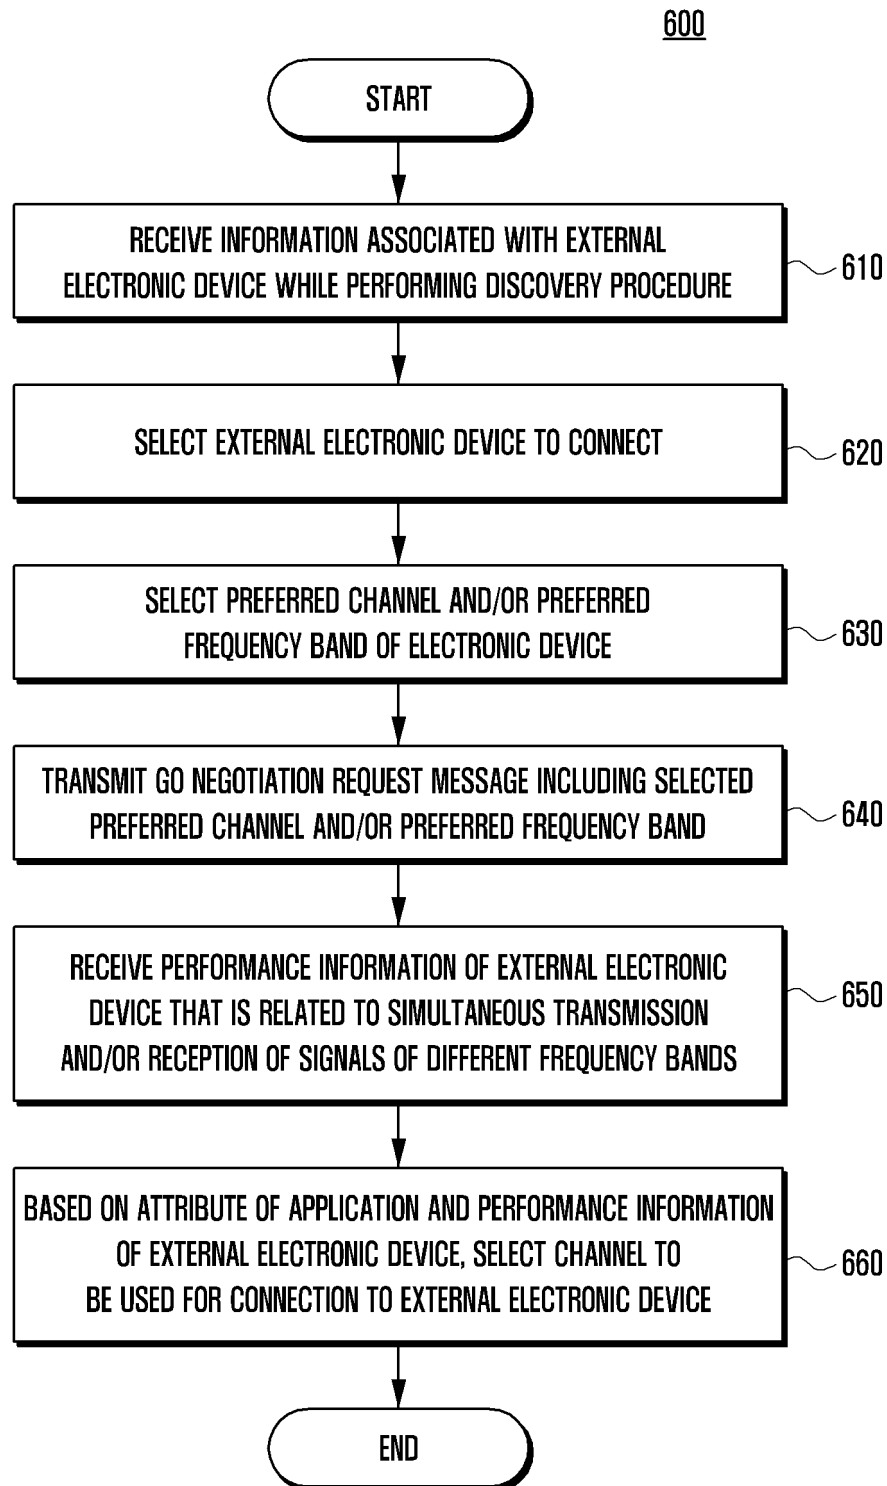 600
START
RECEIVE INFORMATION ASSOCIATED WITH EXTERNAL
ELECTRONIC DEVICE WHILE PERFORMING DISCOVERY PROCEDURE
610
SELECT EXTERNAL ELECTRONIC DEVICE TO CONNECT
620
SELECT PREFERRED CHANNEL AND/OR PREFERRED
FREQUENCY BAND OF ELECTRONIC DEVICE
630
TRANSMIT GO NEGOTIATION REQUEST MESSAGE INCLUDING SELECTED
PREFERRED CHANNEL AND/OR PREFERRED FREQUENCY BAND
640
RECEIVE PERFORMANCE INFORMATION OF EXTERNAL ELECTRONIC
DEVICE THAT IS RELATED TO SIMULTANEOUS TRANSMISSION
AND/OR RECEPTION OF SIGNALS OF DIFFERENT FREQUENCY BANDS
650
BASED ON ATTRIBUTE OF APPLICATION AND PERFORMANCE INFORMATION
OF EXTERNAL ELECTRONIC DEVICE, SELECT CHANNEL TO
BE USED FOR CONNECTION TO EXTERNAL ELECTRONIC DEVICE
660
END